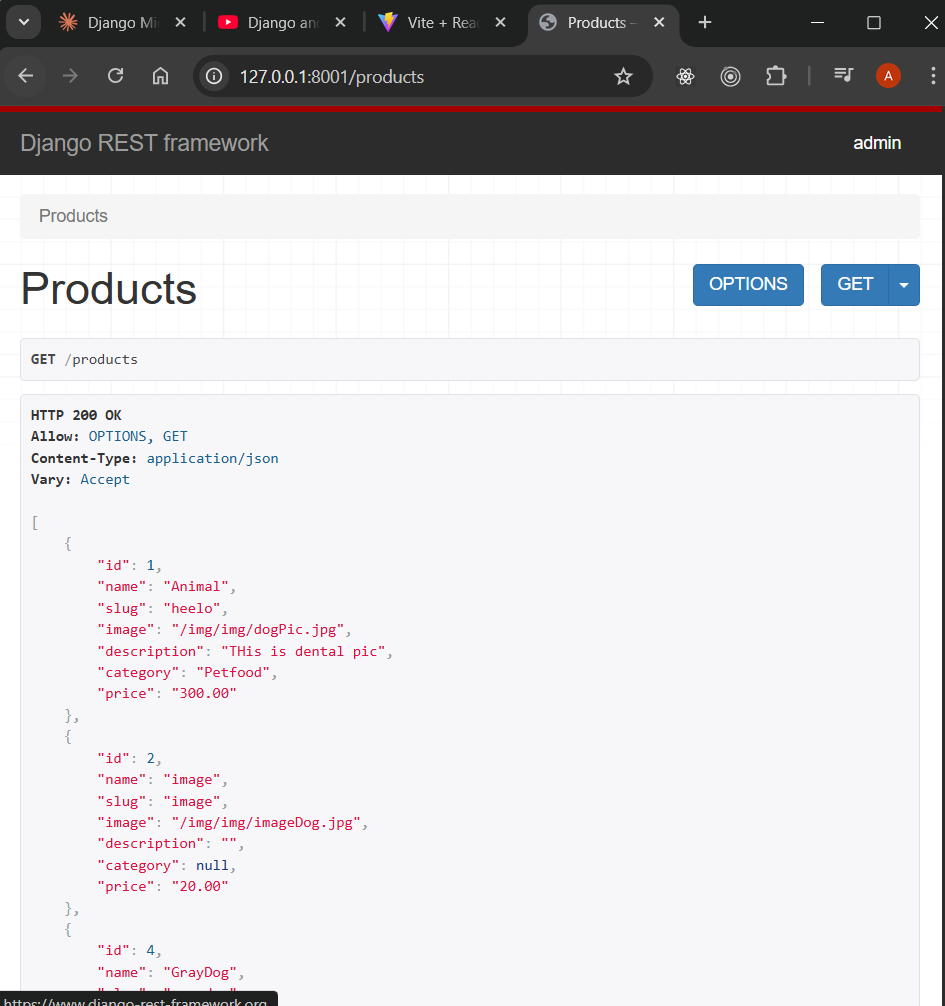 Django Mi
Django and
Vite + Rea
Products –
127.0.0.1:8001/products
A
Django REST framework
admin
Products
Products
OPTIONS
GET
GET /products
HTTP 200 OK
Allow: OPTIONS, GET
Content-Type: application/json
Vary: Accept
[
{
"id": 1,
"name": "Animal",
"slug": "heelo",
"image": "/img/img/dogPic.jpg",
"description": "THis is dental pic",
"category": "Petfood",
"price": "300.00"
},
{
"id": 2,
"name": "image",
"slug": "image",
"image": "/img/img/imageDog.jpg",
"description": "",
"category": null,
"price": "20.00"
},
{
"id": 4,
"name": "GrayDog",
https://www.django-rest-framework.org